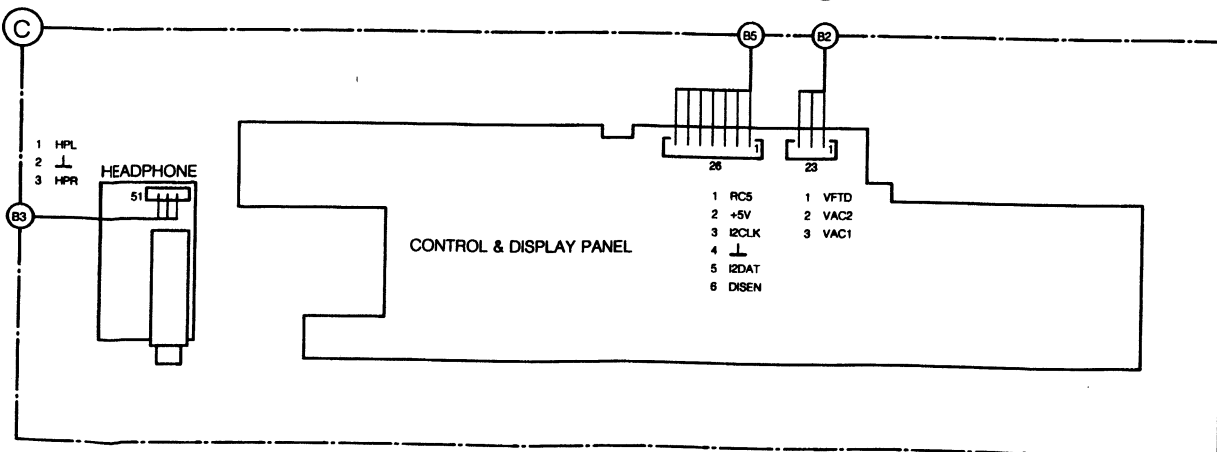 C
B5
B2
1 HPL
2 ⊥
3 HPR
HEADPHONE
51
B3
1
26
1
23
1 RC5
2 +5V
3 I2CLK
4 ⊥
5 I2DAT
6 DISEN
1 VFTD
2 VAC2
3 VAC1
CONTROL & DISPLAY PANEL